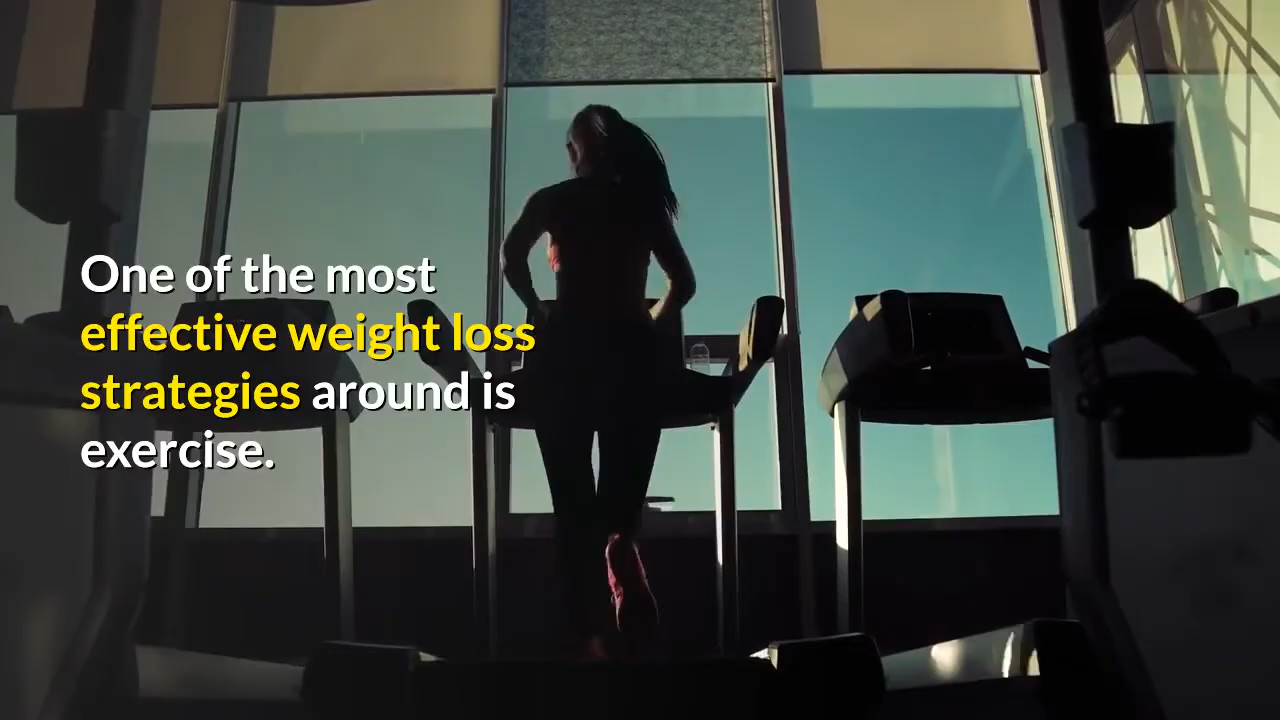 One of the most
effective weight loss
strategies around is
exercise.